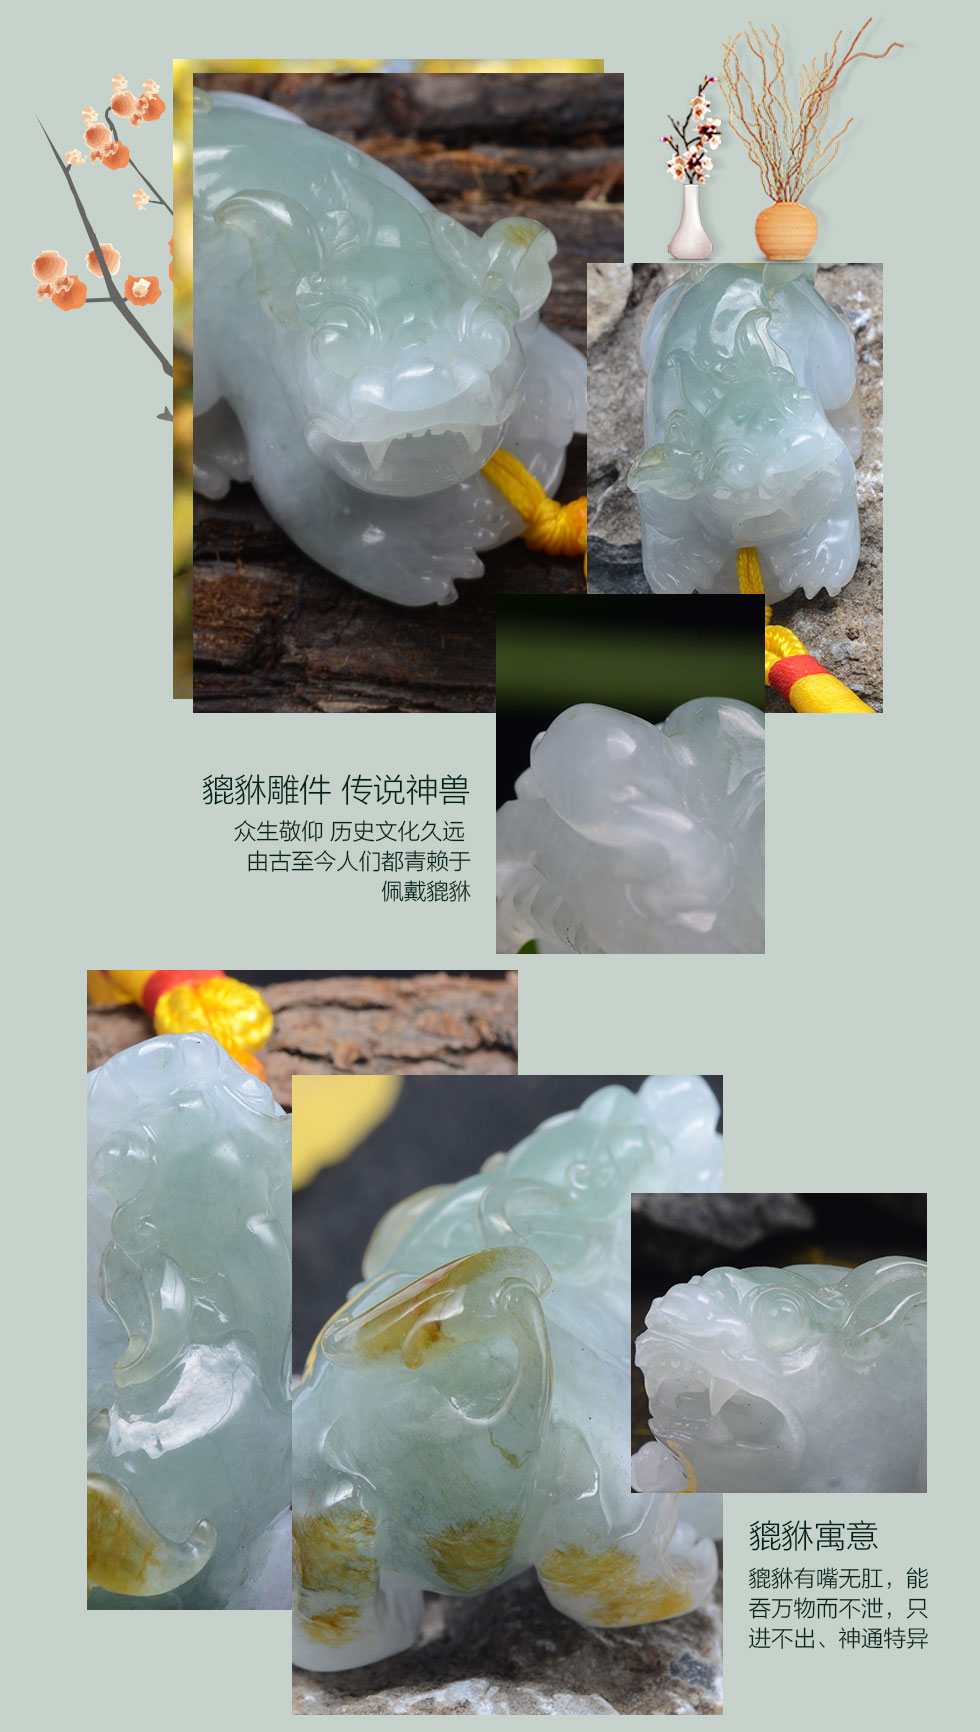 貔貅雕件 传说神兽
众生敬仰 历史文化久远
由古至今人们都青赖于
佩戴貔貅
貔貅寓意
貔貅有嘴无肛，能
吞万物而不泄，只
进不出、神通特异